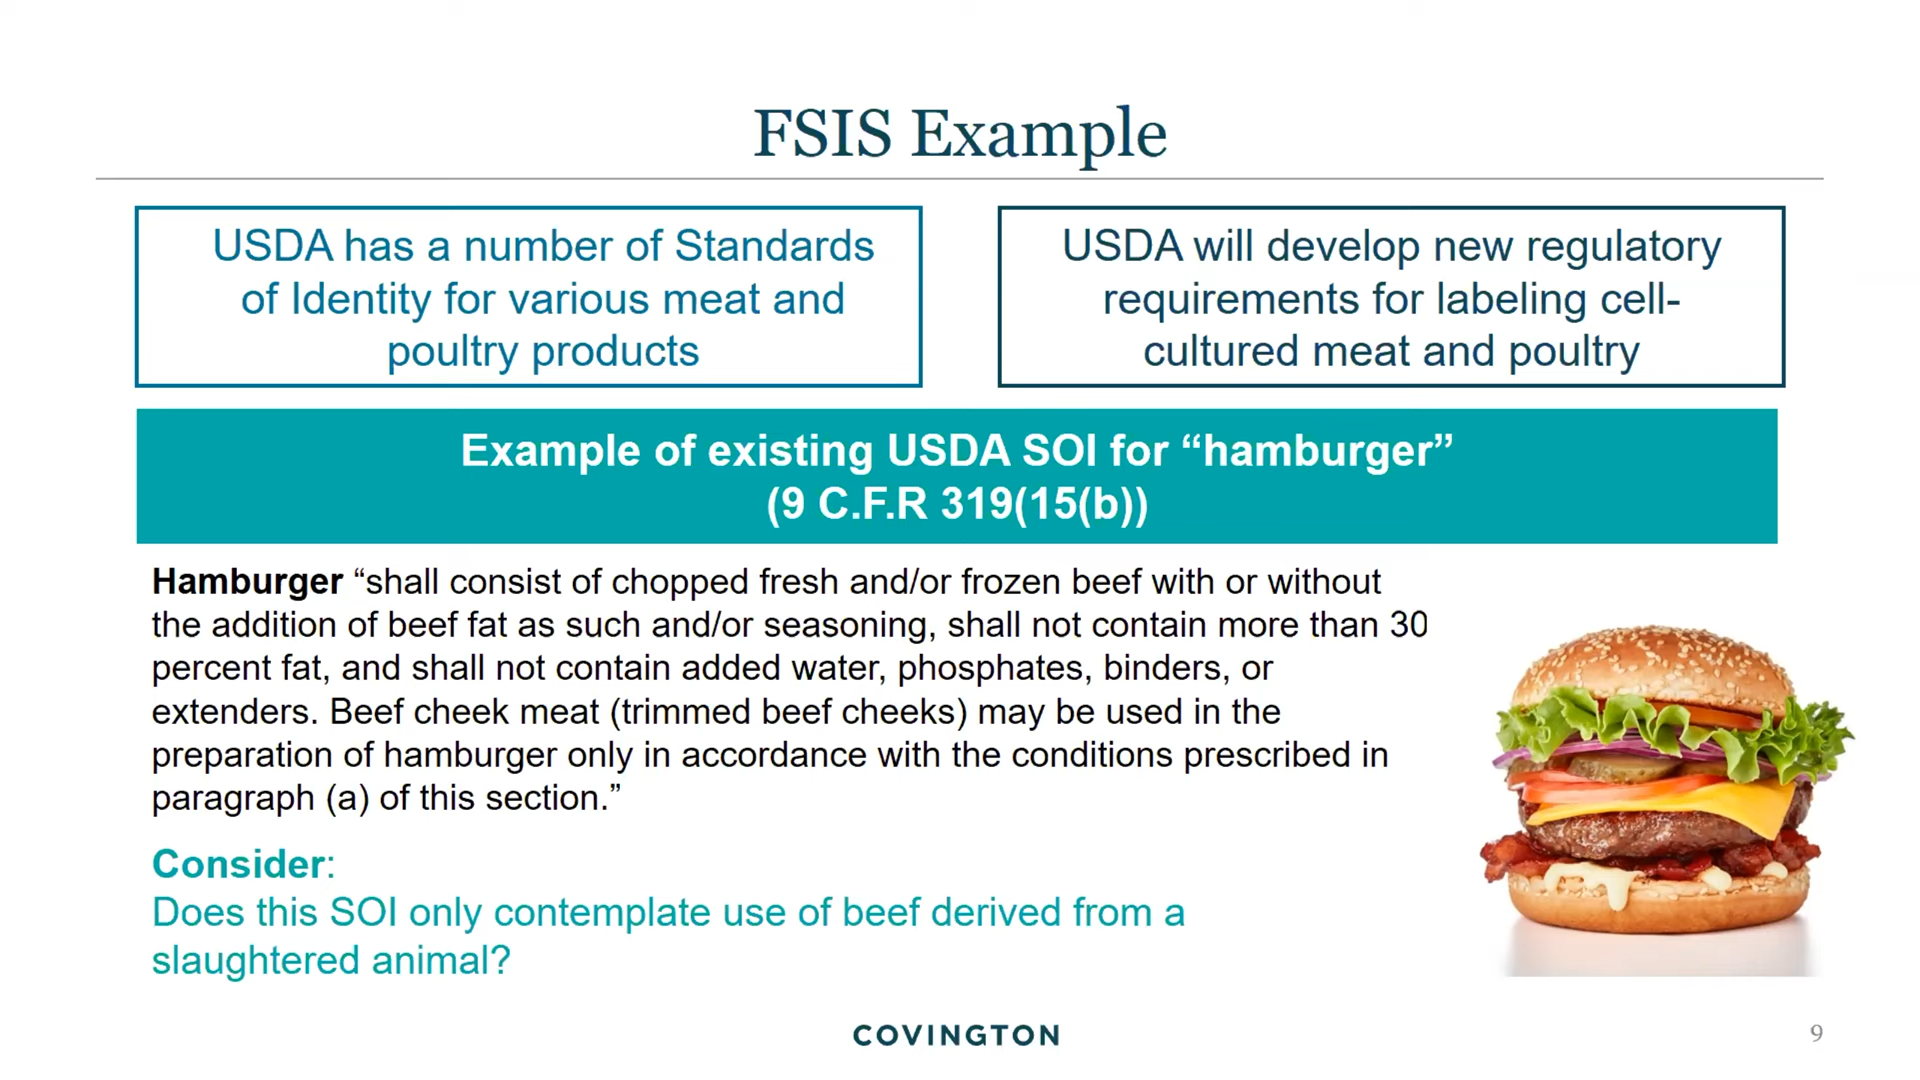 FSIS Example
USDA has a number of Standards
of Identity for various meat and
poultry products
USDA will develop new regulatory
requirements for labeling cell-
cultured meat and poultry
Example of existing USDA SOI for “hamburger”
(9 C.F.R 319(15(b))
Hamburger “shall consist of chopped fresh and/or frozen beef with or without
the addition of beef fat as such and/or seasoning, shall not contain more than 30
percent fat, and shall not contain added water, phosphates, binders, or
extenders. Beef cheek meat (trimmed beef cheeks) may be used in the
preparation of hamburger only in accordance with the conditions prescribed in
paragraph (a) of this section.”
Consider:
Does this SOI only contemplate use of beef derived from a
slaughtered animal?
COVINGTON
9